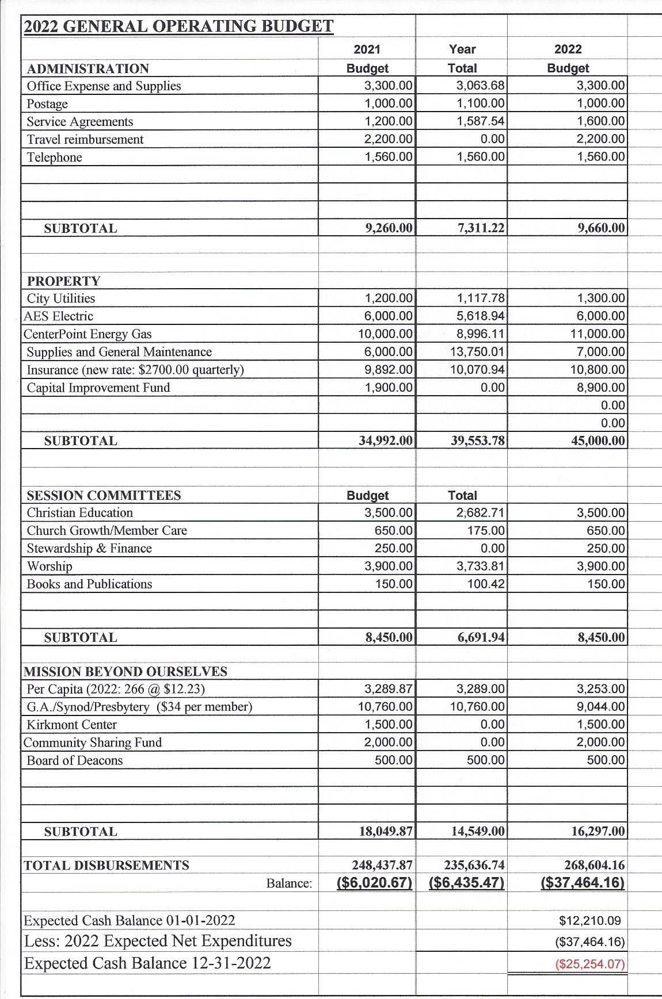 2022 GENERAL OPERATING BUDGET
2021 Year 2022
ADMINISTRATION Budget Total Budget
Office Expense and Supplies 3,300.00 3,063.68 3,300.00
Postage 1,000.00 1,100.00 1,000.00
Service Agreements 1,200.00 1,587.54 1,600.00
Travel reimbursement 2,200.00 0.00 2,200.00
Telephone 1,560.00 1,560.00 1,560.00
SUBTOTAL 9,260.00 7,311.22 9,660.00
PROPERTY
City Utilities 1,200.00 1,117.78 1,300.00
AES Electric 6,000.00 5,618.94 6,000.00
CenterPoint Energy Gas 10,000.00 8,996.11 11,000.00
Supplies and General Maintenance 6,000.00 13,750.01 7,000.00
Insurance (new rate: $2700.00 quarterly) 9,892.00 10,070.94 10,800.00
Capital Improvement Fund 1,900.00 0.00 8,900.00
0.00
0.00
SUBTOTAL 34,992.00 39,553.78 45,000.00
SESSION COMMITTEES Budget Total
Christian Education 3,500.00 2,682.71 3,500.00
Church Growth/Member Care 650.00 175.00 650.00
Stewardship & Finance 250.00 0.00 250.00
Worship 3,900.00 3,733.81 3,900.00
Books and Publications 150.00 100.42 150.00
SUBTOTAL 8,450.00 6,691.94 8,450.00
MISSION BEYOND OURSELVES
Per Capita (2022: 266 @ $12.23) 3,289.87 3,289.00 3,253.00
G.A./Synod/Presbytery ($34 per member) 10,760.00 10,760.00 9,044.00
Kirkmont Center 1,500.00 0.00 1,500.00
Community Sharing Fund 2,000.00 0.00 2,000.00
Board of Deacons 500.00 500.00 500.00
SUBTOTAL 18,049.87 14,549.00 16,297.00
TOTAL DISBURSEMENTS 248,437.87 235,636.74 268,604.16
Balance: ($6,020.67) ($6,435.47) ($37,464.16)
Expected Cash Balance 01-01-2022 $12,210.09
Less: 2022 Expected Net Expenditures ($37,464.16)
Expected Cash Balance 12-31-2022 ($25,254.07)